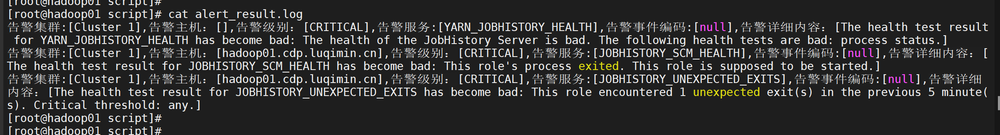 [root@hadoop01 script]#
[root@hadoop01 script]# cat alert_result.log
告警集群:[Cluster 1],告警主机：[],告警级别：[CRITICAL],告警服务:[YARN_JOBHISTORY_HEALTH],告警事件编码:[null],告警详细内容：[The health test result
 for YARN_JOBHISTORY_HEALTH has become bad: The health of the JobHistory Server is bad. The following health tests are bad: process status.]
告警集群:[Cluster 1],告警主机：[hadoop01.cdp.luqimin.cn],告警级别：[CRITICAL],告警服务:[JOBHISTORY_SCM_HEALTH],告警事件编码:[null],告警详细内容：[
The health test result for JOBHISTORY_SCM_HEALTH has become bad: This role's process exited. This role is supposed to be started.]
告警集群:[Cluster 1],告警主机：[hadoop01.cdp.luqimin.cn],告警级别：[CRITICAL],告警服务:[JOBHISTORY_UNEXPECTED_EXITS],告警事件编码:[null],告警详细
内容：[The health test result for JOBHISTORY_UNEXPECTED_EXITS has become bad: This role encountered 1 unexpected exit(s) in the previous 5 minute(
s). Critical threshold: any.]
[root@hadoop01 script]#
[root@hadoop01 script]#